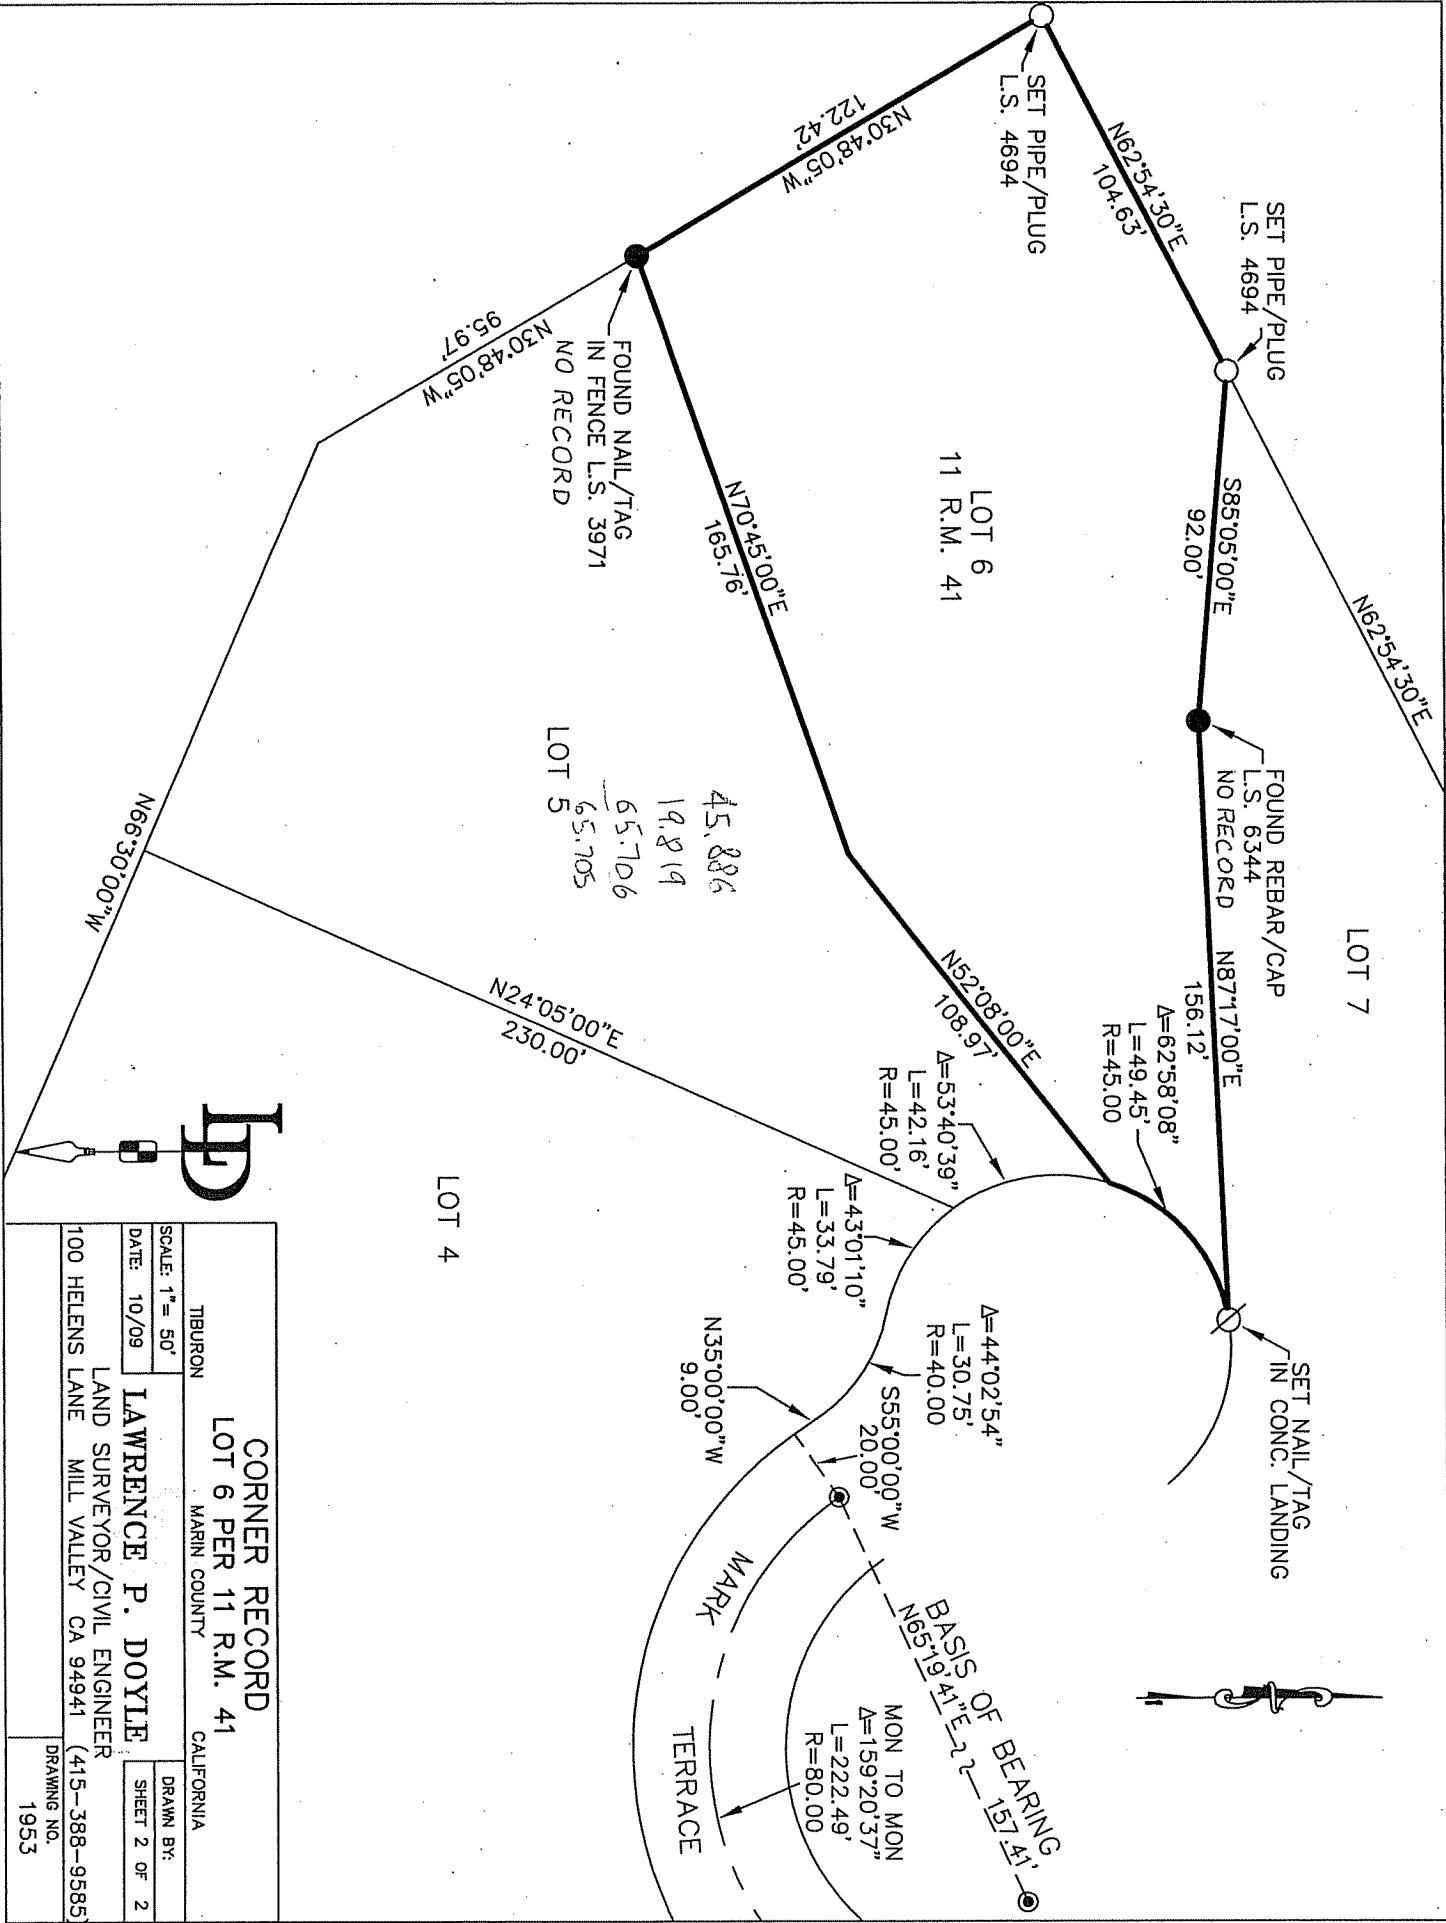 SET PIPE/PLUG
L.S. 4694
N62°54'30"E
N62°54'30"E
104.63'
SET PIPE/PLUG
L.S. 4694
S85°05'00"E
92.00'
FOUND REBAR/CAP
L.S. 6344
NO RECORD
LOT 7
N87°17'00"E
156.12'
Δ=62°58'08"
L=49.45'
R=45.00
SET NAIL/TAG
IN CONC. LANDING
N30°48'05"W
122.42'
LOT 6
11 R.M. 41
FOUND NAIL/TAG
IN FENCE L.S. 3971
NO RECORD
N70°45'00"E
165.76'
N52°08'00"E
108.97'
Δ=53°40'39"
L=42.16'
R=45.00'
Δ=43°01'10"
L=33.79'
R=45.00'
Δ=44°02'54"
L=30.75'
R=40.00
S55°00'00"W
20.00'
N35°00'00"W
9.00'
BASIS OF BEARING
N65°19'41"E
157.41'
MON TO MON
Δ=159°20'37"
L=222.49'
R=80.00
MARK
TERRACE
N30°48'05"W
95.97'
45.886
19.819
65.706
65.705
LOT 5
N66°30'00"W
N24°05'00"E
230.00'
LOT 4
CORNER RECORD
LOT 6 PER 11 R.M. 41
TIBURON MARIN COUNTY CALIFORNIA
SCALE: 1"= 50'
DATE: 10/09
LAWRENCE P. DOYLE
DRAWN BY:
SHEET 2 OF 2
LAND SURVEYOR/CIVIL ENGINEER
100 HELENS LANE MILL VALLEY CA 94941 (415-388-9585)
DRAWING NO.
1953